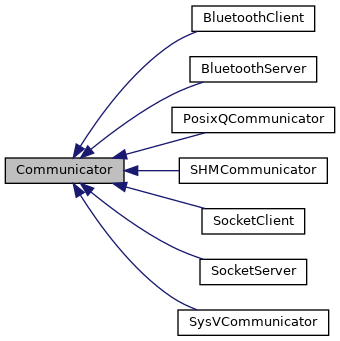 BluetoothClient
BluetoothServer
PosixQCommunicator
Communicator
SHMCommunicator
SocketClient
SocketServer
SysVCommunicator